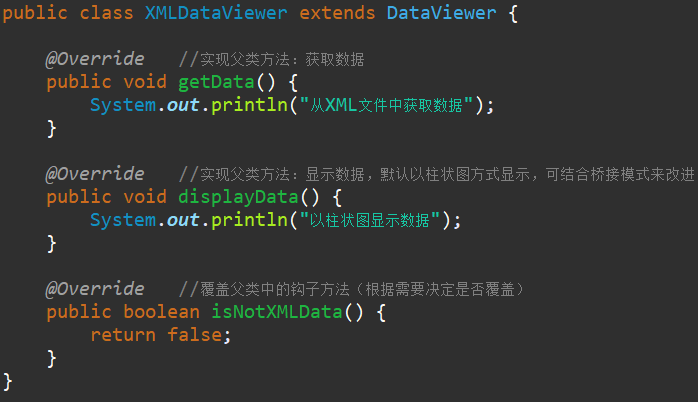 public class XMLDataViewer extends DataViewer {
@Override //实现父类方法：获取数据
public void getData() {
System.out.println("从XML文件中获取数据");
}
@Override //实现父类方法：显示数据，默认以柱状图方式显示，可结合桥接模式来改进
public void displayData() {
System.out.println("以柱状图显示数据");
}
@Override //覆盖父类中的钩子方法（根据需要决定是否覆盖）
public boolean isNotXMLData() {
return false;
}
}